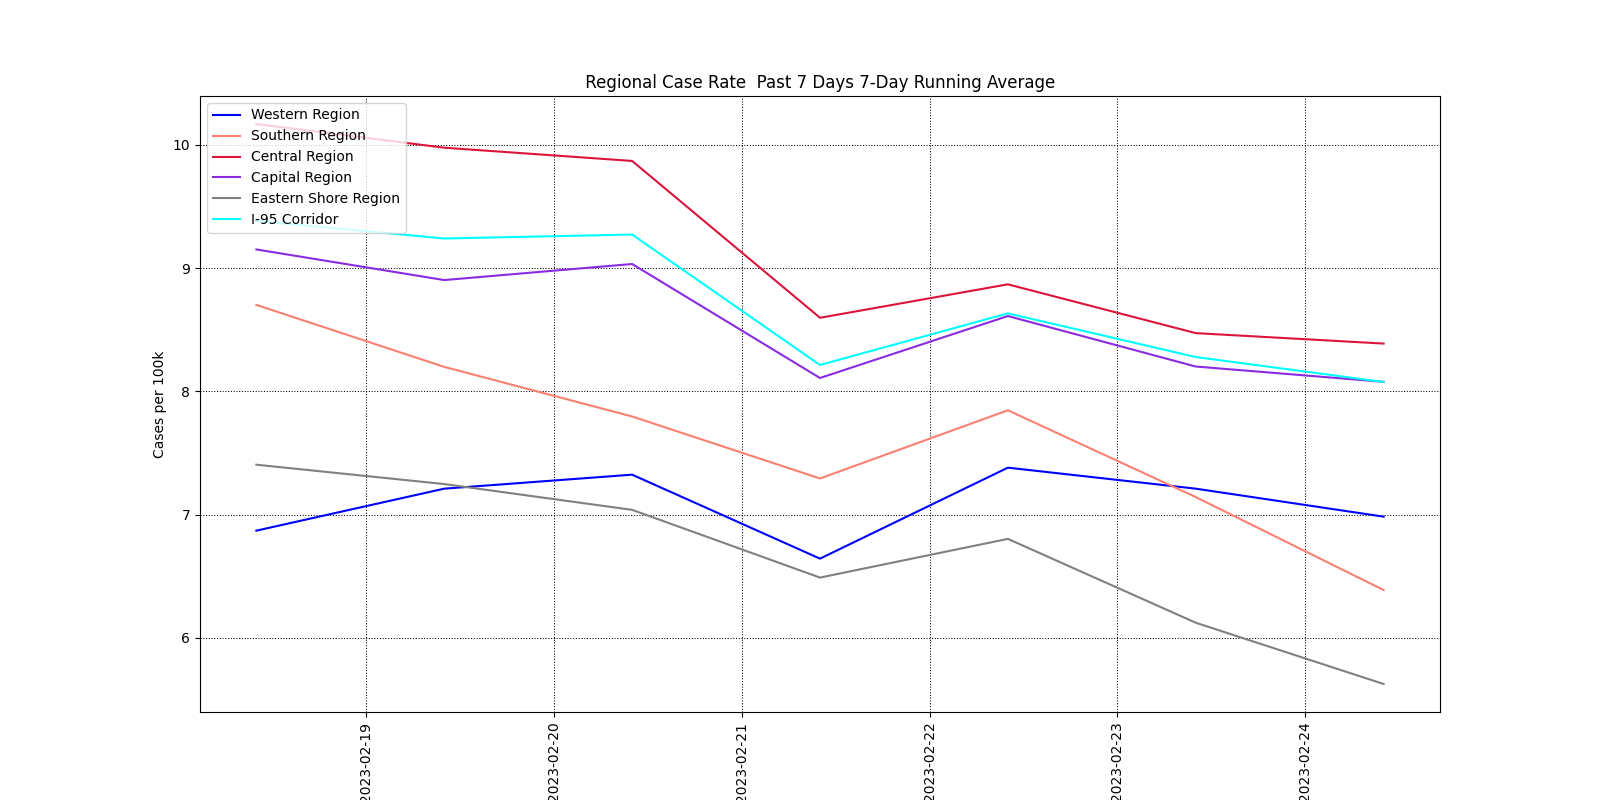 Regional Case Rate  Past 7 Days 7-Day Running Average
Western Region
Southern Region
Central Region
Capital Region
Eastern Shore Region
I-95 Corridor
Cases per 100k
10
9
8
7
6
2023-02-19
2023-02-20
2023-02-21
2023-02-22
2023-02-23
2023-02-24